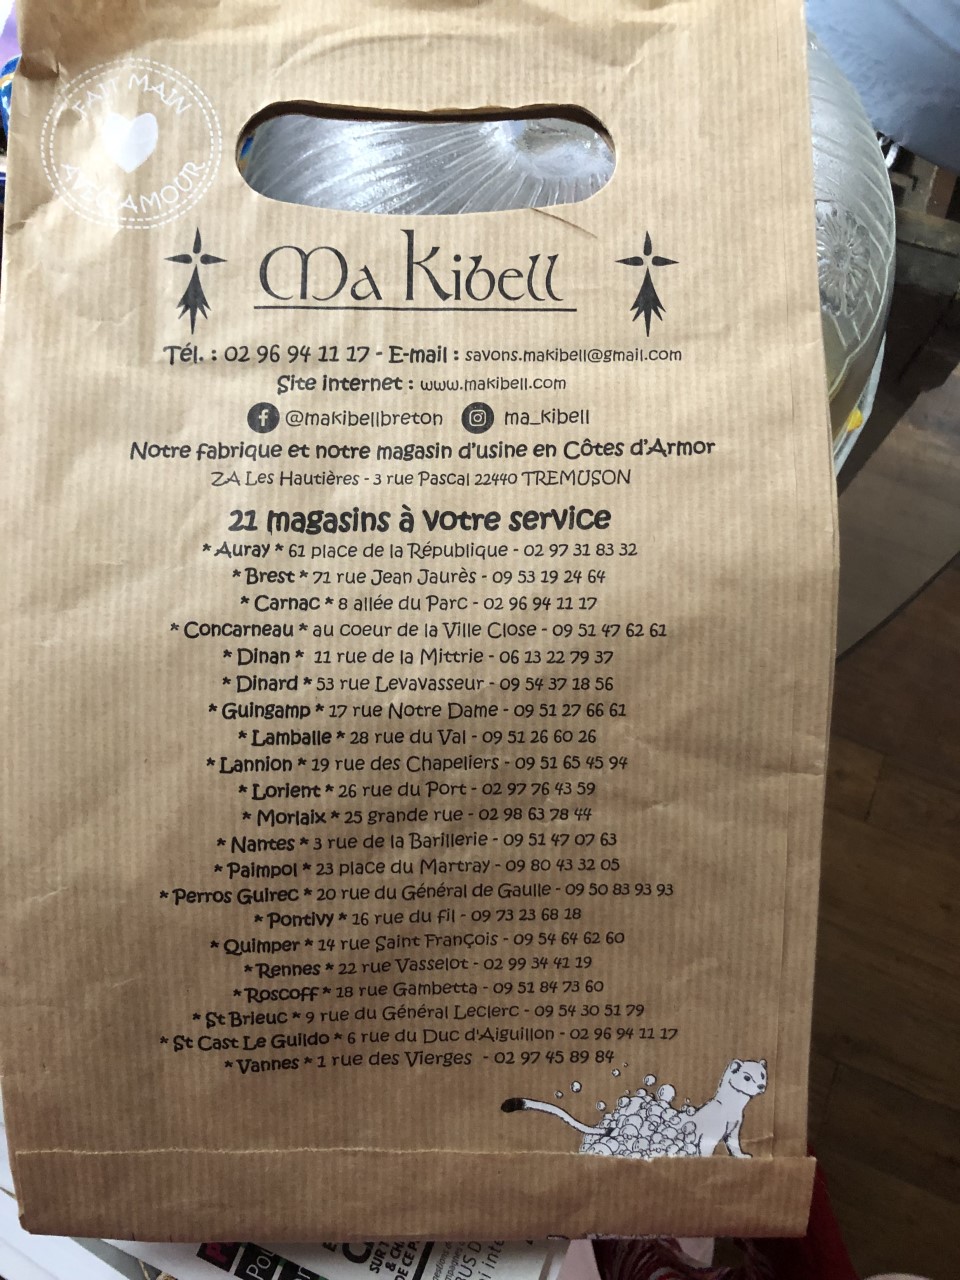 FAIT MAIN
AVEC AMOUR
Ma Kibell
Tél. : 02 96 94 11 17 - E-mail : savons.makibell@gmail.com
Site internet : www.makibell.com
@makibellbreton ma_kibell
Notre fabrique et notre magasin d'usine en Côtes d'Armor
ZA Les Hautières - 3 rue Pascal 22440 TREMUSON
21 magasins à votre service
* Auray * 61 place de la République - 02 97 31 83 32
* Brest * 71 rue Jean Jaurès - 09 53 19 24 64
* Carnac * 8 allée du Parc - 02 96 94 11 17
* Concarneau * au coeur de la Ville Close - 09 51 47 62 61
* Dinan * 11 rue de la Mittrie - 06 13 22 79 37
* Dinard * 53 rue Levavasseur - 09 54 37 18 56
* Guingamp * 17 rue Notre Dame - 09 51 27 66 61
* Lamballe * 28 rue du Val - 09 51 26 60 26
* Lannion * 19 rue des Chapeliers - 09 51 65 45 94
* Lorient * 26 rue du Port - 02 97 76 43 59
* Morlaix * 25 grande rue - 02 98 63 78 44
* Nantes * 3 rue de la Barillerie - 09 51 47 07 63
* Paimpol * 23 place du Martray - 09 80 43 32 05
* Perros Guirec * 20 rue du Général de Gaulle - 09 50 83 93 93
* Pontivy * 16 rue du fil - 09 73 23 68 18
* Quimper * 14 rue Saint François - 09 54 64 62 60
* Rennes * 22 rue Vasselot - 02 99 34 41 19
* Roscoff * 18 rue Gambetta - 09 51 84 73 60
* St Brieuc * 9 rue du Général Leclerc - 09 54 30 51 79
* St Cast Le Guildo * 6 rue du Duc d'Aiguillon - 02 96 94 11 17
* Vannes * 1 rue des Vierges - 02 97 45 89 84